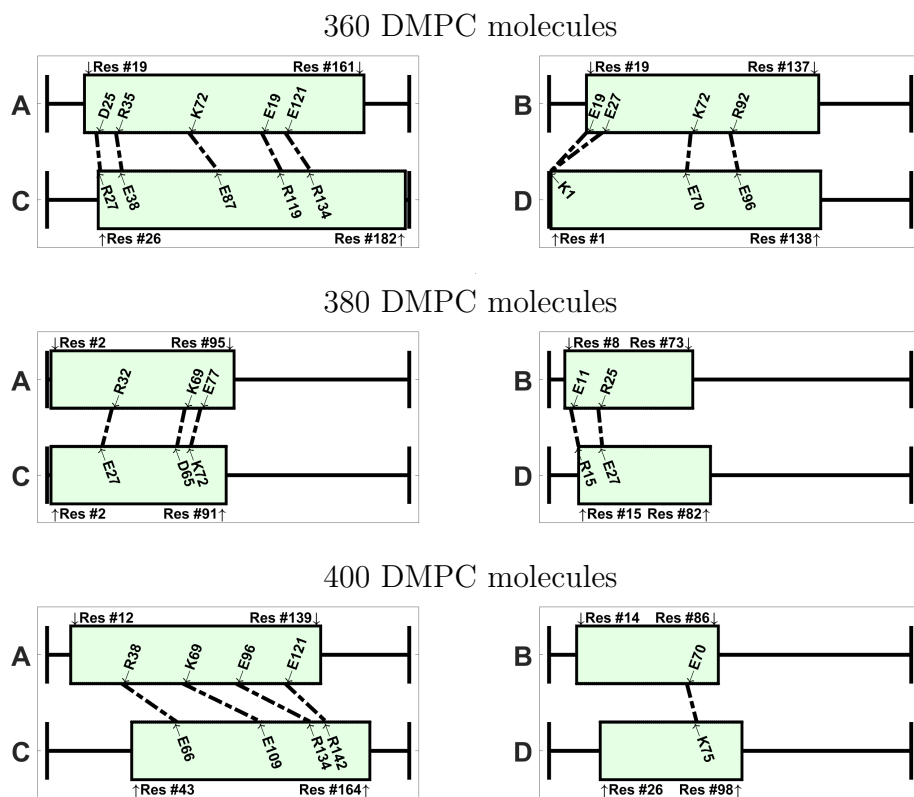 360 DMPC molecules
↓Res #19 Res #161↓
A
D25 R35 K72 E19 E121
C
R27 E38 E87 R119 R134
↑Res #26 Res #182↑
↓Res #19 Res #137↓
B
E19 E27 K72 R92
D
K1 E70 E96
↑Res #1 Res #138↑
380 DMPC molecules
↓Res #2 Res #95↓
A
R32 K69 E77
C
E27 D65 K72
↑Res #2 Res #91↑
↓Res #8 Res #73↓
B
E11 R25
D
R15 E27
↑Res #15 Res #82↑
400 DMPC molecules
↓Res #12 Res #139↓
A
R38 K69 E96 E121
C
E66 E109 R134 R142
↑Res #43 Res #164↑
↓Res #14 Res #86↓
B
E70
D
K75
↑Res #26 Res #98↑